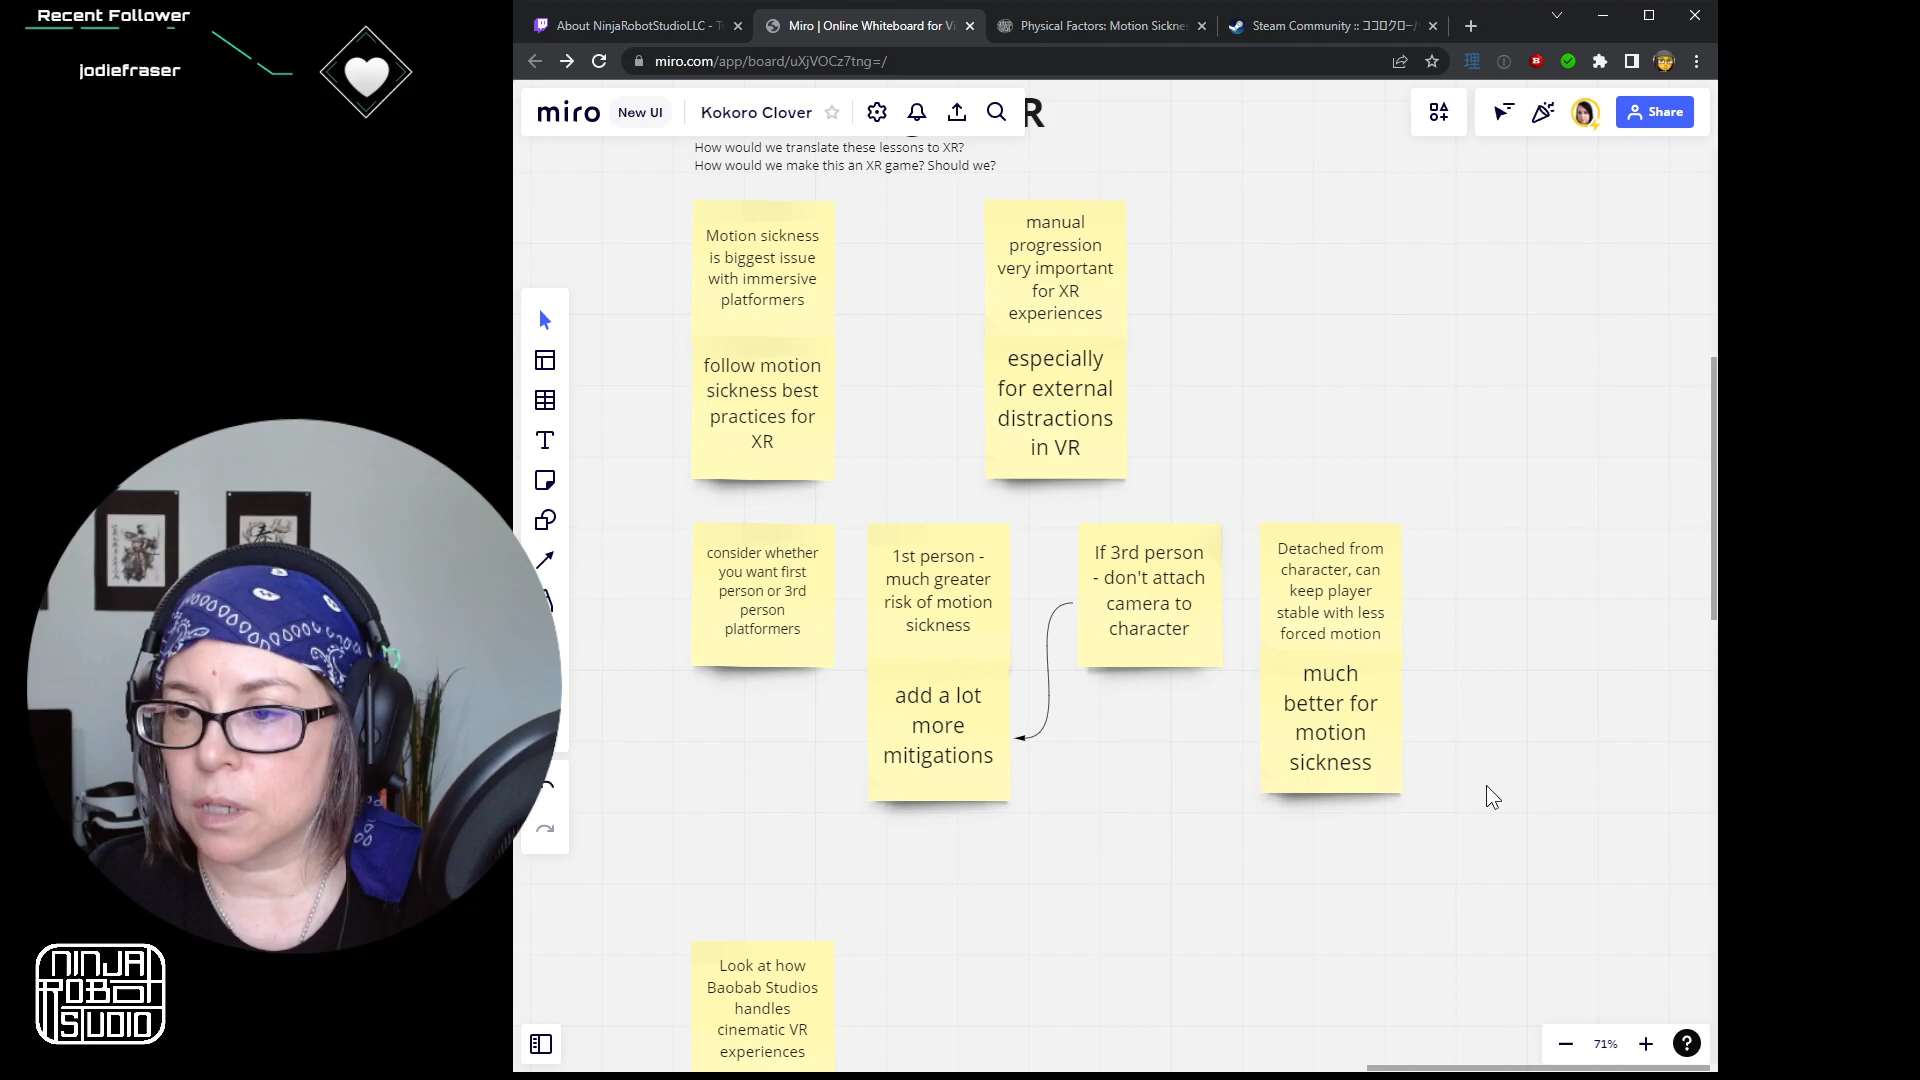 Recent Follower
jodiefraser
About NinjaRobotStudioLLC - Tw
Miro | Online Whiteboard for Vi
Physical Factors: Motion Sickne
Steam Community :: ココロクロー
miro.com/app/board/uXjVOCz7tng=/
miro
New UI
Kokoro Clover
R
Share
How would we translate these lessons to XR?
How would we make this an XR game? Should we?
Motion sickness
is biggest issue
with immersive
platformers
follow motion
sickness best
practices for
XR
manual
progression
very important
for XR
experiences
especially
for external
distractions
in VR
consider whether
you want first
person or 3rd
person
platformers
1st person -
much greater
risk of motion
sickness
add a lot
more
mitigations
If 3rd person
- don't attach
camera to
character
Detached from
character, can
keep player
stable with less
forced motion
much
better for
motion
sickness
Look at how
Baobab Studios
handles
cinematic VR
experiences
71%
NINJA
ROBOT
STUDIO